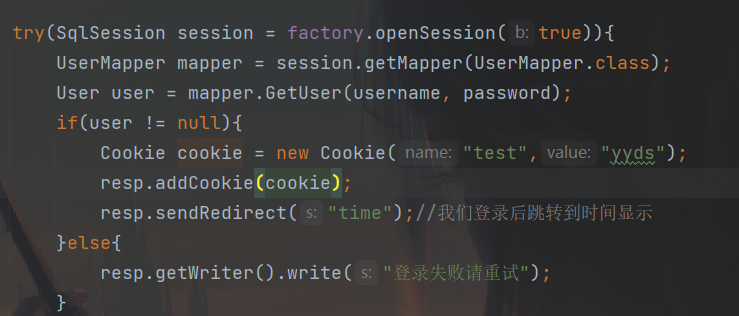 try(SqlSession session = factory.openSession( b: true)){
UserMapper mapper = session.getMapper(UserMapper.class);
User user = mapper.GetUser(username, password);
if(user != null){
Cookie cookie = new Cookie( name: "test", value: "yyds");
resp.addCookie(cookie);
resp.sendRedirect( s: "time");//我们登录后跳转到时间显示
}else{
resp.getWriter().write( s: "登录失败请重试");
}